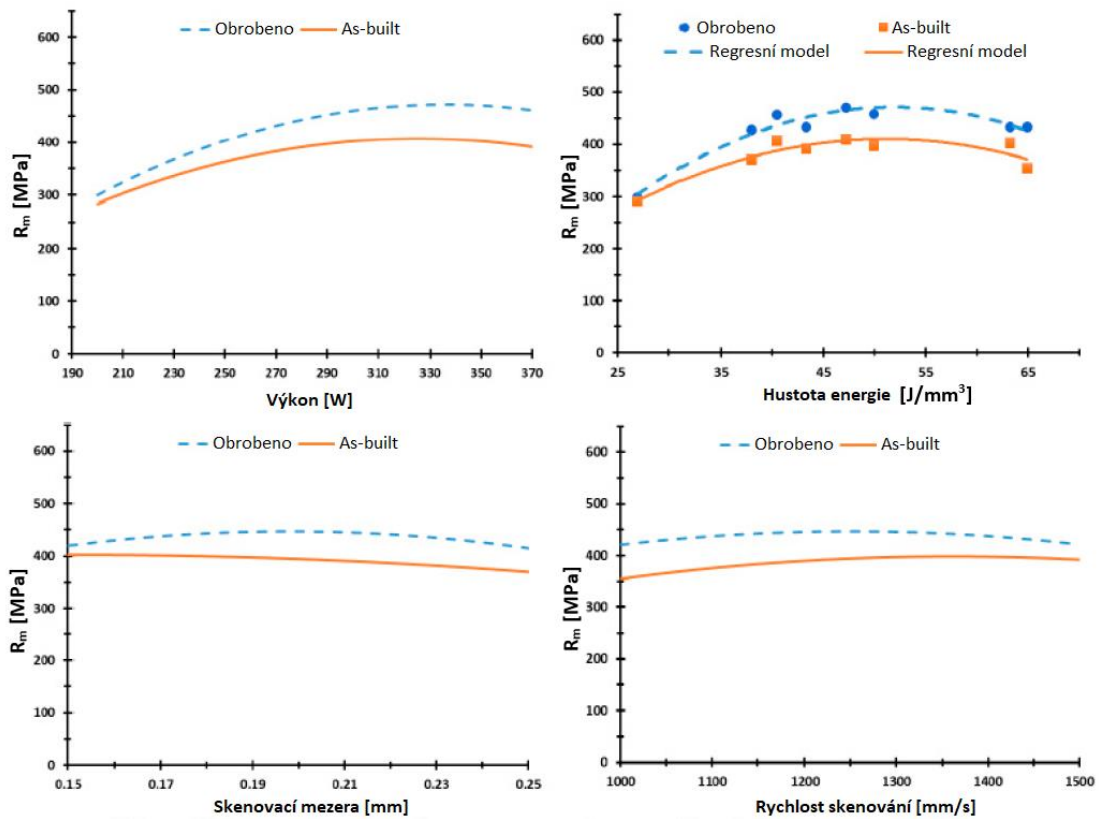 Obrobeno As-built
600
500
400
300
200
100
0
190 210 230 250 270 290 310 330 350 370
R_m [MPa]
Výkon [W]
Obrobeno As-built
Regresní model Regresní model
600
500
400
300
200
100
0
25 35 45 55 65
R_m [MPa]
Hustota energie [J/mm³]
Obrobeno As-built
600
500
400
300
200
100
0
0.15 0.17 0.19 0.21 0.23 0.25
R_m [MPa]
Skenovací mezera [mm]
Obrobeno As-built
600
500
400
300
200
100
0
1000 1100 1200 1300 1400 1500
R_m [MPa]
Rychlost skenování [mm/s]